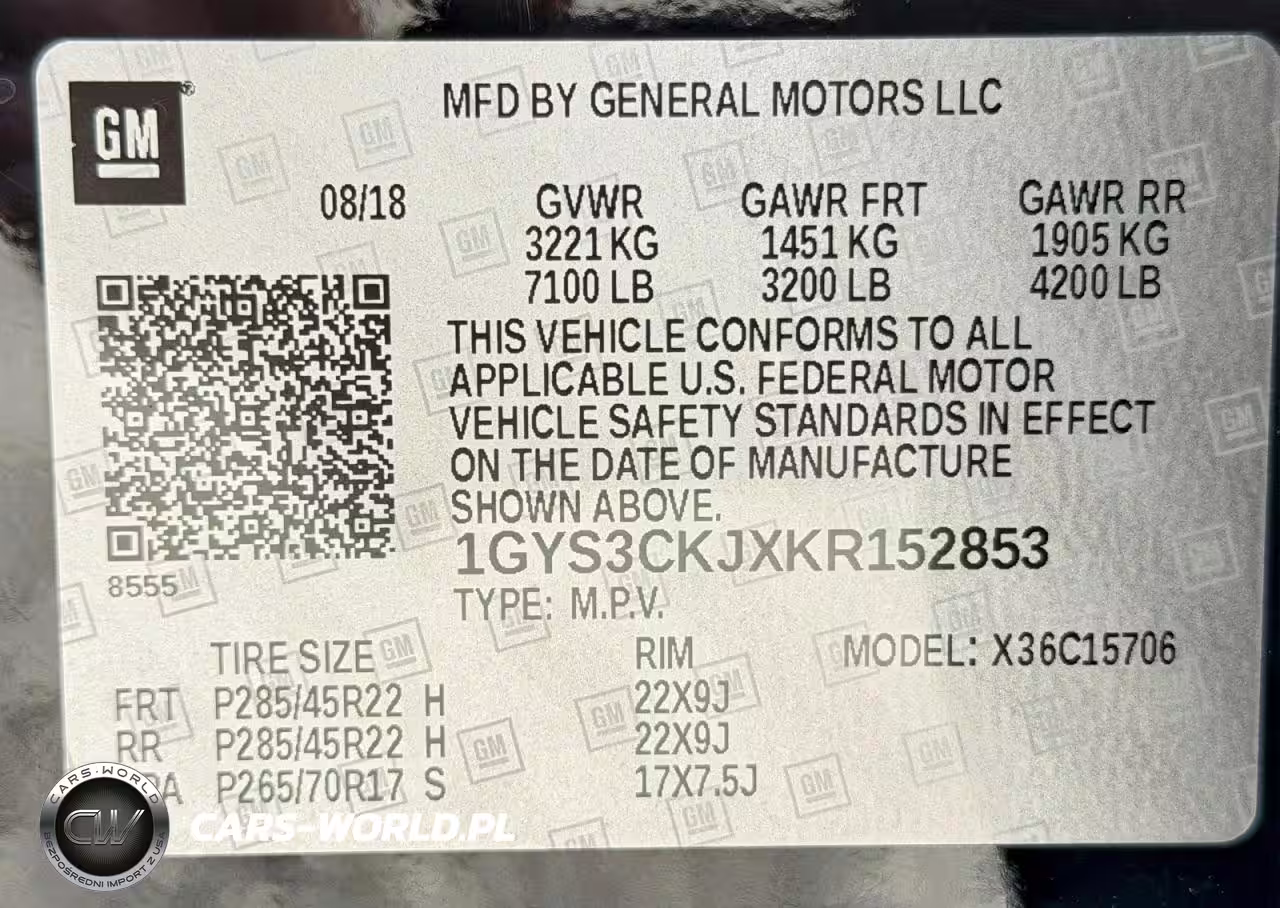 GM
MFD BY GENERAL MOTORS LLC
08/18
GVWR GAWR FRT GAWR RR
3221 KG 1451 KG 1905 KG
7100 LB 3200 LB 4200 LB
THIS VEHICLE CONFORMS TO ALL
APPLICABLE U.S. FEDERAL MOTOR
VEHICLE SAFETY STANDARDS IN EFFECT
ON THE DATE OF MANUFACTURE
SHOWN ABOVE.
1GYS3CKJXKR152853
8555
TYPE: M.P.V.
TIRE SIZE RIM MODEL: X36C15706
FRT P285/45R22 H 22X9J
RR P285/45R22 H 22X9J
P265/70R17 S 17X7.5J
CARS-WORLD
CW
BEZPOŚREDNI IMPORT Z USA
CARS-WORLD.PL